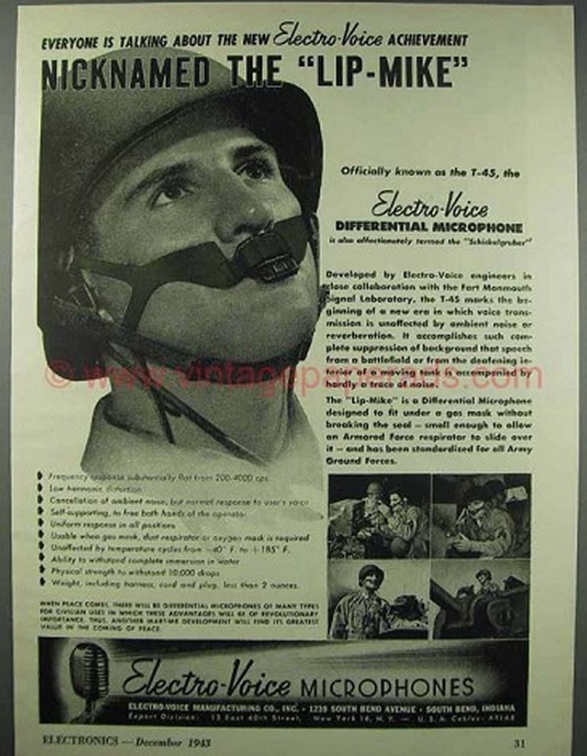 EVERYONE IS TALKING ABOUT THE NEW Electro-Voice ACHIEVEMENT
NICKNAMED THE "LIP-MIKE"
Officially known as the T-45, the
Electro-Voice
DIFFERENTIAL MICROPHONE
is also affectionately termed the "Schickelgruber"
Developed by Electro-Voice engineers in
close collaboration with the Fort Monmouth
Signal Laboratory, the T-45 marks the be-
ginning of a new era in which voice trans-
mission is unaffected by ambient noise or
reverberation. It accomplishes such com-
plete suppression of background that speech
from a battlefield or from the deafening in-
terior of a moving tank is accompanied by
hardly a trace of noise.
The "Lip-Mike" is a Differential Microphone
designed to fit under a gas mask without
breaking the seal — small enough to allow
an Armored Force respirator to slide over
it — and has been standardized for all Army
Ground Forces.
Frequency response substantially flat from 200-4000 cps.
Low harmonic distortion
Cancellation of ambient noise, but normal response to user's voice
Self-supporting, to free both hands of the operator
Uniform response in all positions
Usable when gas mask, dust respirator or oxygen mask is required
Unaffected by temperature cycles from —40° F. to +185° F.
Ability to withstand complete immersion in water
Physical strength to withstand 10,000 drops
Weight, including harness, cord and plug, less than 2 ounces.
WHEN PEACE COMES, THERE WILL BE DIFFERENTIAL MICROPHONES OF MANY TYPES
FOR CIVILIAN USES IN WHICH THESE ADVANTAGES WILL BE OF REVOLUTIONARY
IMPORTANCE. THUS, ANOTHER WARTIME DEVELOPMENT WILL FIND ITS GREATEST
VALUE IN THE COMING OF PEACE.
Electro-Voice MICROPHONES
ELECTRO-VOICE MANUFACTURING CO., INC. • 1239 SOUTH BEND AVENUE • SOUTH BEND, INDIANA
Export Division: 13 East 40th Street, New York 16, N. Y. — U. S. A. Cables: ARLAB
ELECTRONICS — December 1943 31